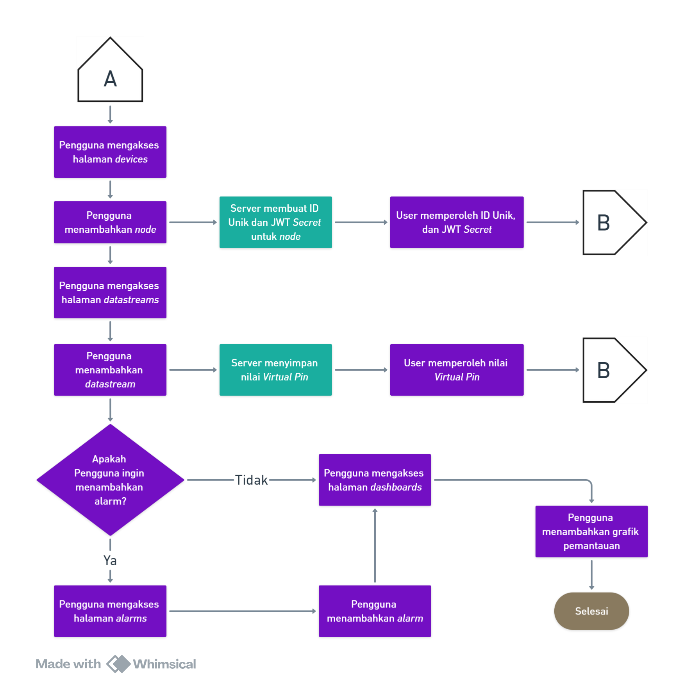 A
Pengguna mengakses
halaman devices
Pengguna
menambahkan node
Server membuat ID
Unik dan JWT Secret
untuk node
User memperoleh ID Unik,
dan JWT Secret
B
Pengguna mengakses
halaman datastreams
Pengguna
menambahkan
datastream
Server menyimpan
nilai Virtual Pin
User memperoleh nilai
Virtual Pin
B
Apakah
Pengguna ingin
menambahkan
alarm?
Tidak
Pengguna mengakses
halaman dashboards
Pengguna
menambahkan grafik
pemantauan
Ya
Pengguna mengakses
halaman alarms
Pengguna
menambahkan alarm
Selesai
Made with Whimsical